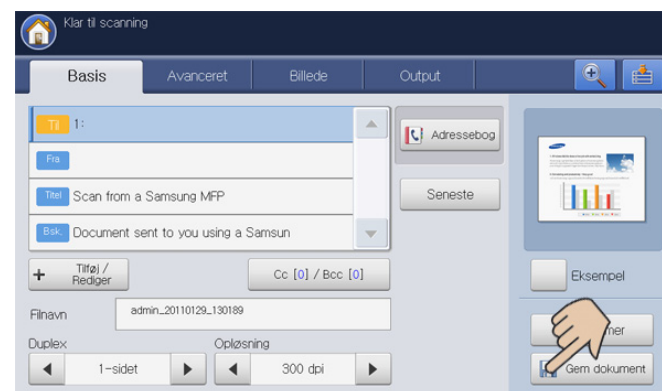 Klar til scanning
Basis
Avanceret
Billede
Output
Til 1:
Fra
Titel Scan from a Samsung MFP
Bsk. Document sent to you using a Samsun
Adressebog
Seneste
+ Tilføj /
Rediger
Cc [0] / Bcc [0]
Filnavn admin_20110129_130189
Duplex
Opløsning
1-sidet
300 dpi
Eksempel
Gem dokument